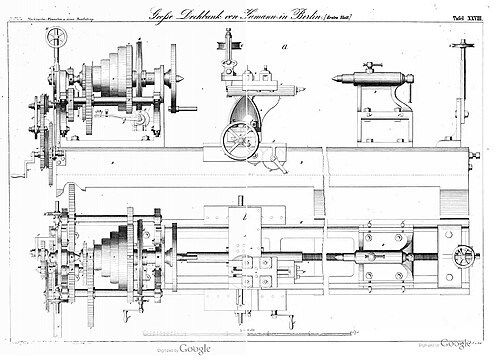 Große Drehbank von Hamann in Berlin. (Erstes Blatt.)
Tafel XXVIII.
a
b
Digitized by Google
Digitized by Google